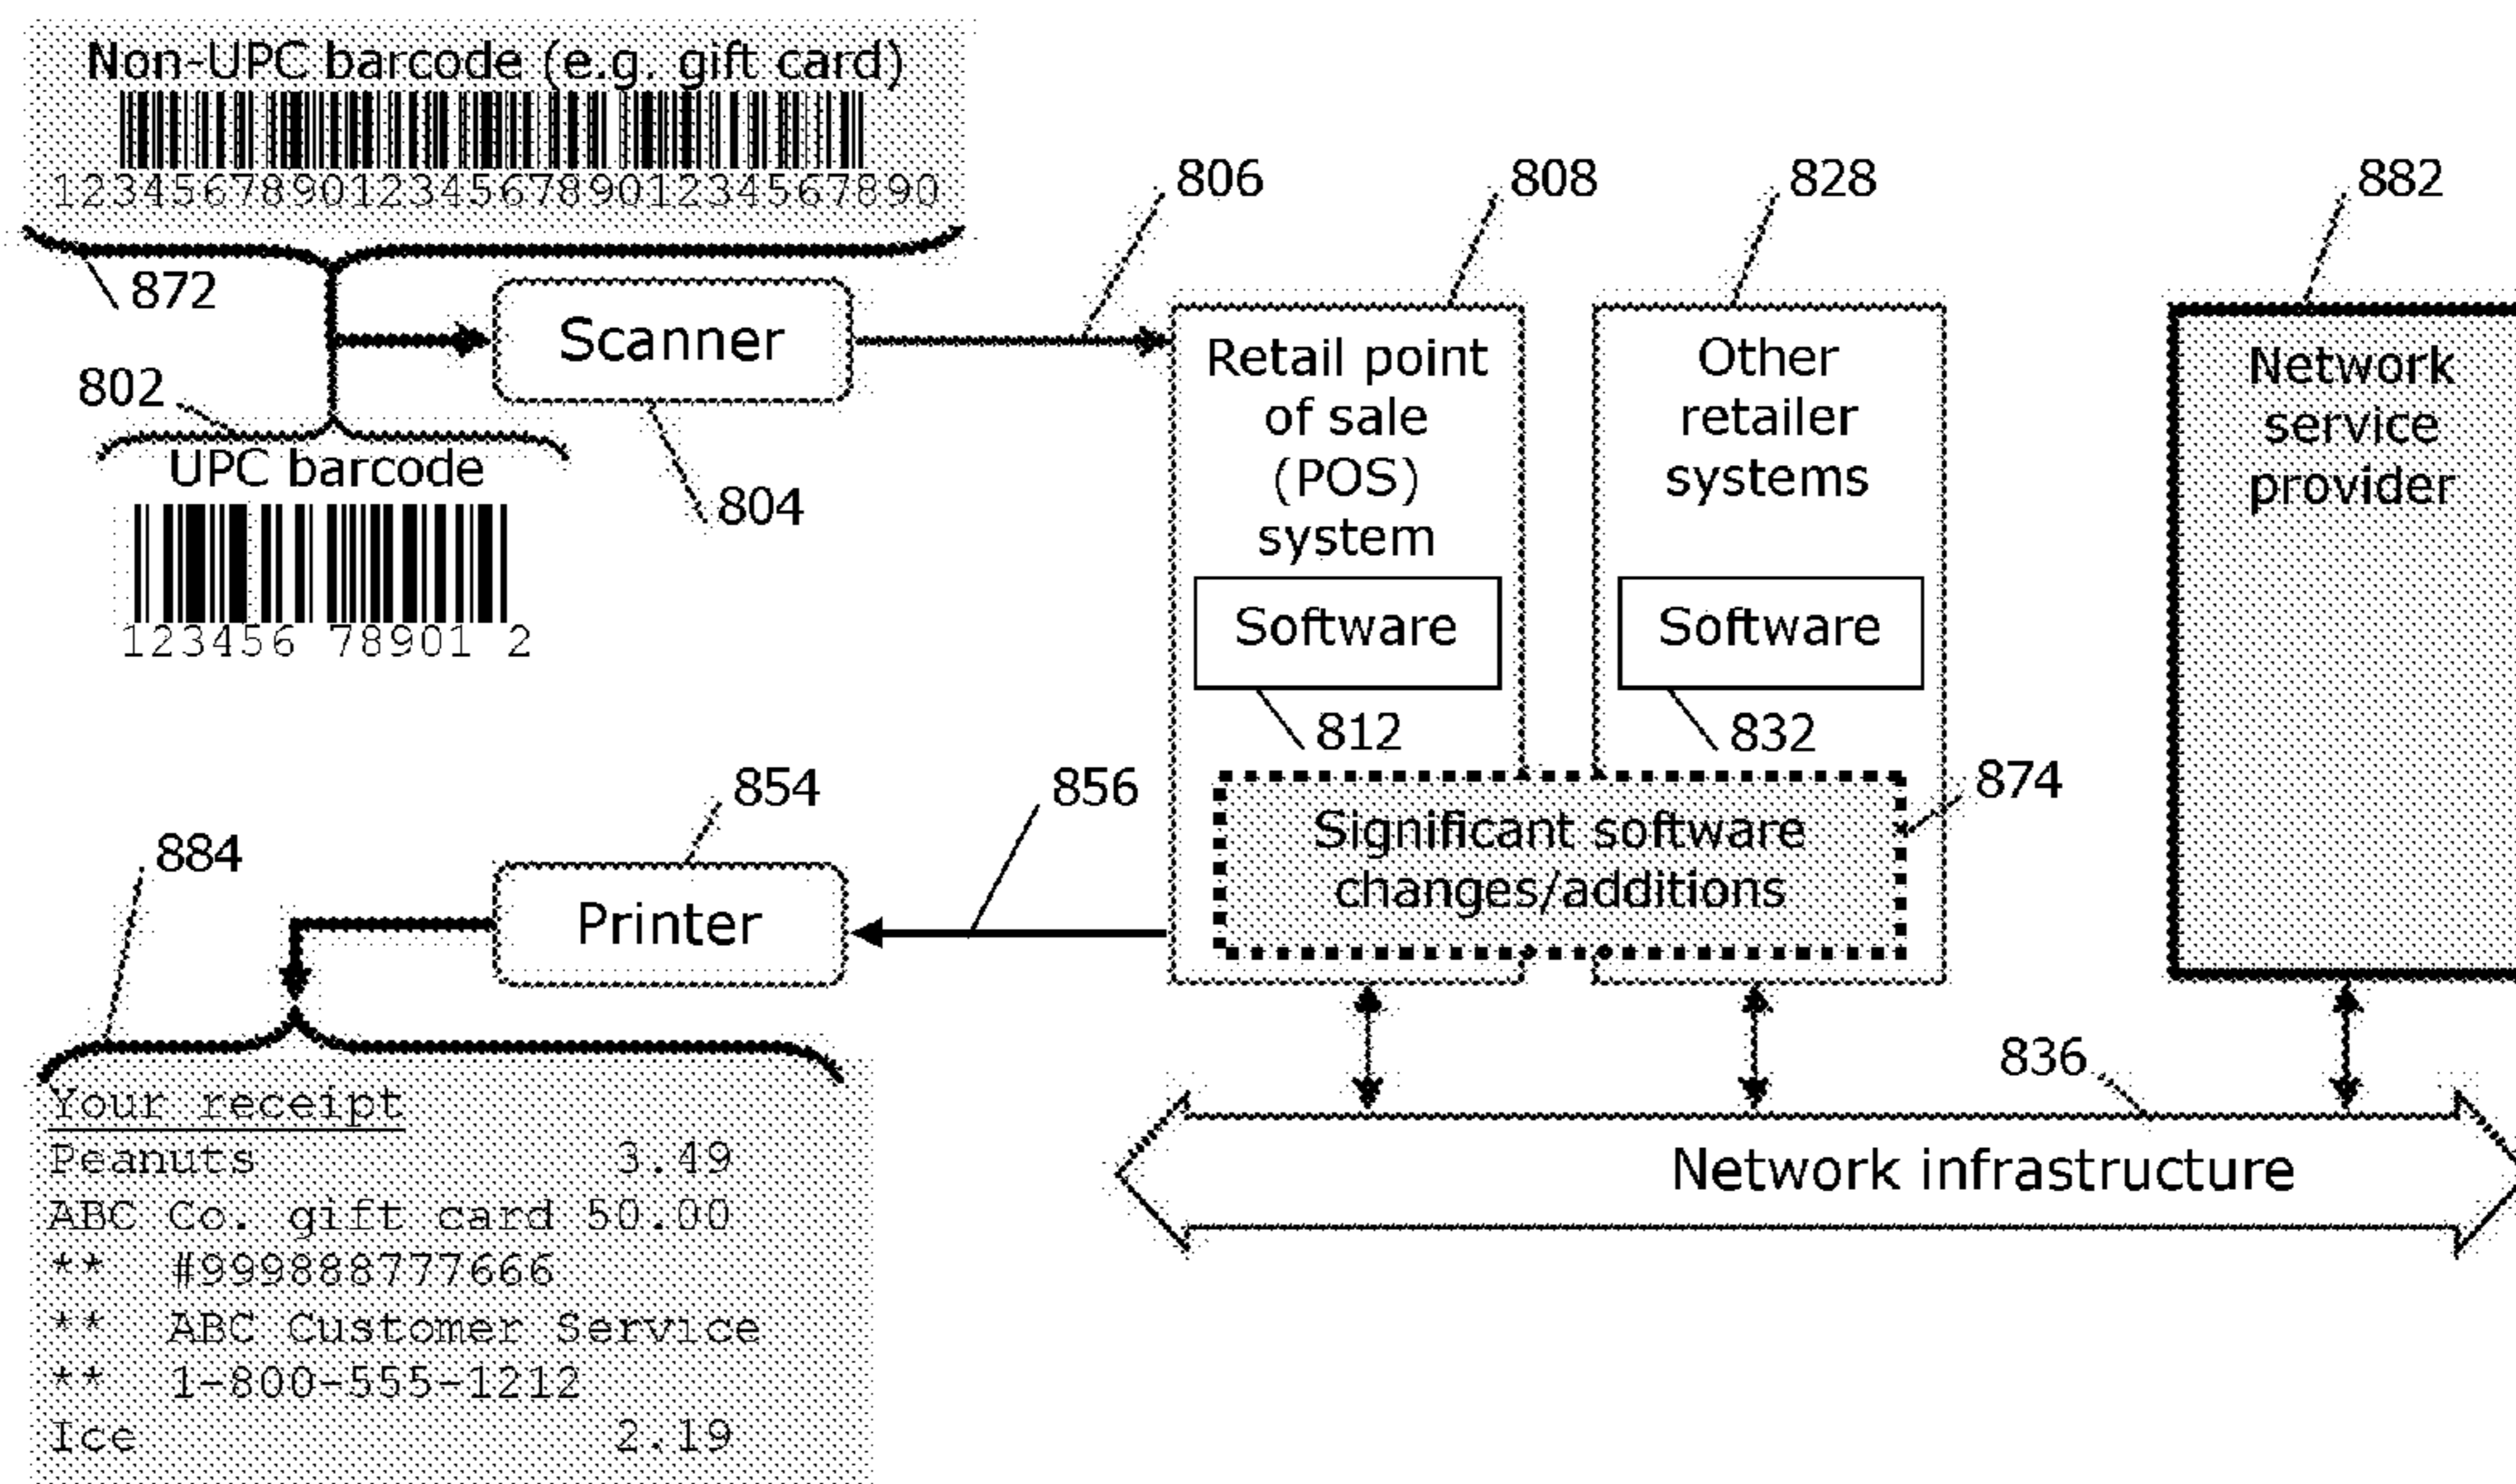 Non-UPC barcode (e.g. gift card)
123456789012345678901234567890
806
808
828
882
872
Scanner
802
UPC barcode
804
123456 78901 2
Retail point
of sale
(POS)
system
Software
812
Other
retailer
systems
Software
832
Network
service
provider
874
Significant software
changes/additions
854
856
884
Printer
836
Network infrastructure
Your receipt
Peanuts 3.49
ABC Co. gift card 50.00
** #999888777666
** ABC Customer Service
** 1-800-555-1212
Ice 2.19